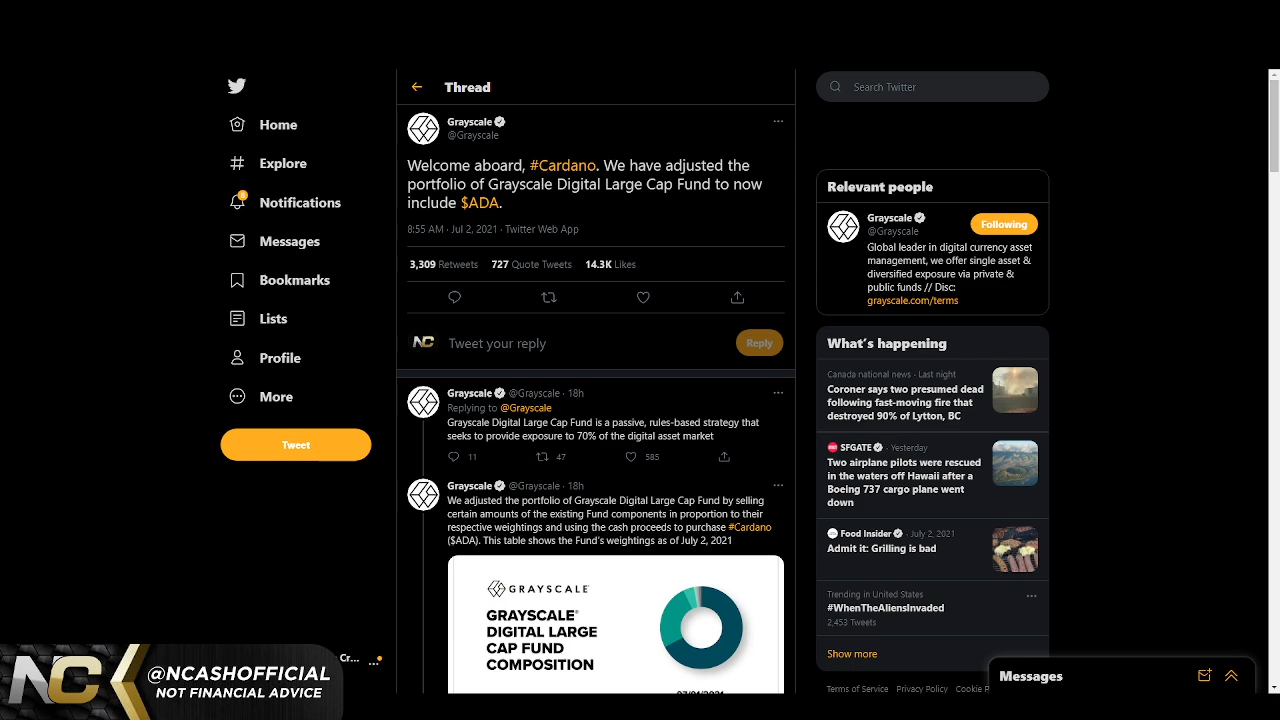 Home
Explore
6
Notifications
Messages
Bookmarks
Lists
Profile
More
Tweet
Cr...
Thread
Grayscale
@Grayscale
Welcome aboard, #Cardano. We have adjusted the
portfolio of Grayscale Digital Large Cap Fund to now
include $ADA.
8:55 AM · Jul 2, 2021 · Twitter Web App
3,309 Retweets 727 Quote Tweets 14.3K Likes
NC Tweet your reply Reply
Grayscale @Grayscale · 18h
Replying to @Grayscale
Grayscale Digital Large Cap Fund is a passive, rules-based strategy that
seeks to provide exposure to 70% of the digital asset market
11 47 585
Grayscale @Grayscale · 18h
We adjusted the portfolio of Grayscale Digital Large Cap Fund by selling
certain amounts of the existing Fund components in proportion to their
respective weightings and using the cash proceeds to purchase #Cardano
($ADA). This table shows the Fund's weightings as of July 2, 2021
GRAYSCALE
GRAYSCALE®
DIGITAL LARGE
CAP FUND
COMPOSITION
07/01/2021
Search Twitter
Relevant people
Grayscale
@Grayscale
Following
Global leader in digital currency asset
management, we offer single asset &
diversified exposure via private &
public funds // Disc:
grayscale.com/terms
What's happening
Canada national news · Last night
Coroner says two presumed dead
following fast-moving fire that
destroyed 90% of Lytton, BC
SFGATE · Yesterday
Two airplane pilots were rescued
in the waters off Hawaii after a
Boeing 737 cargo plane went
down
Food Insider · July 2, 2021
Admit it: Grilling is bad
Trending in United States
#WhenTheAliensInvaded
2,453 Tweets
Show more
Terms of Service Privacy Policy Cookie P
Messages
NC
@NCASHOFFICIAL
NOT FINANCIAL ADVICE